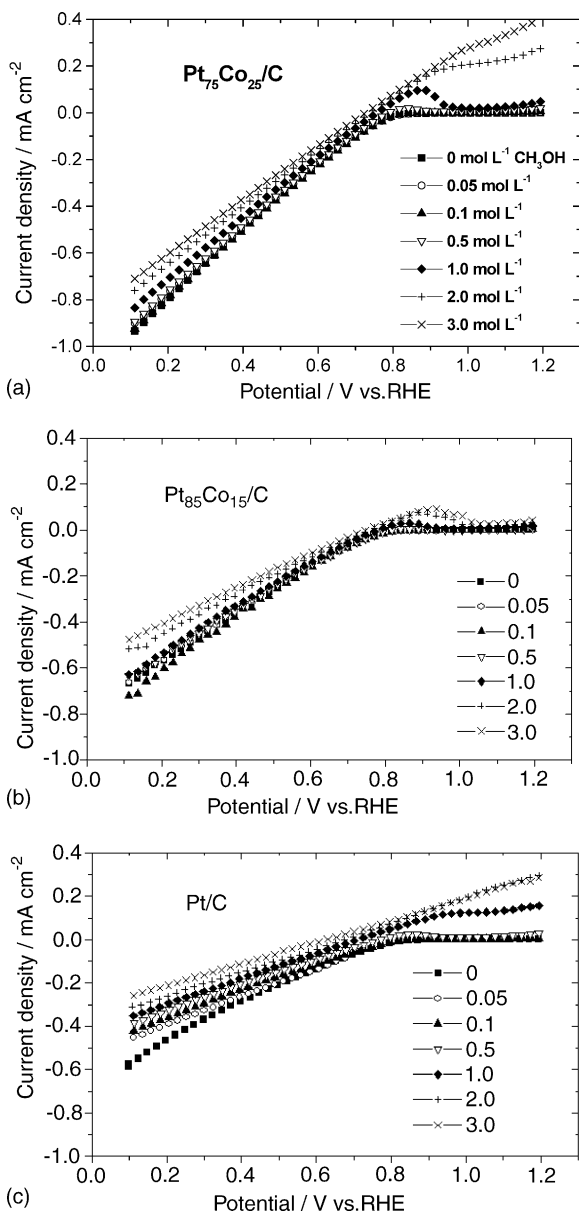 0.4
0.2
0.0
-0.2
-0.4
-0.6
-0.8
-1.0
Current density / mA cm⁻²
Pt₇₅Co₂₅/C
0 mol L⁻¹ CH₃OH
0.05 mol L⁻¹
0.1 mol L⁻¹
0.5 mol L⁻¹
1.0 mol L⁻¹
2.0 mol L⁻¹
3.0 mol L⁻¹
0.0 0.2 0.4 0.6 0.8 1.0 1.2
(a)
Potential / V vs.RHE
0.4
0.2
0.0
-0.2
-0.4
-0.6
-0.8
-1.0
Current density / mA cm⁻²
Pt₈₅Co₁₅/C
0
0.05
0.1
0.5
1.0
2.0
3.0
0.0 0.2 0.4 0.6 0.8 1.0 1.2
(b)
Potential / V vs.RHE
0.4
0.2
0.0
-0.2
-0.4
-0.6
-0.8
-1.0
Current density / mA cm⁻²
Pt/C
0
0.05
0.1
0.5
1.0
2.0
3.0
0.0 0.2 0.4 0.6 0.8 1.0 1.2
(c)
Potential / V vs.RHE